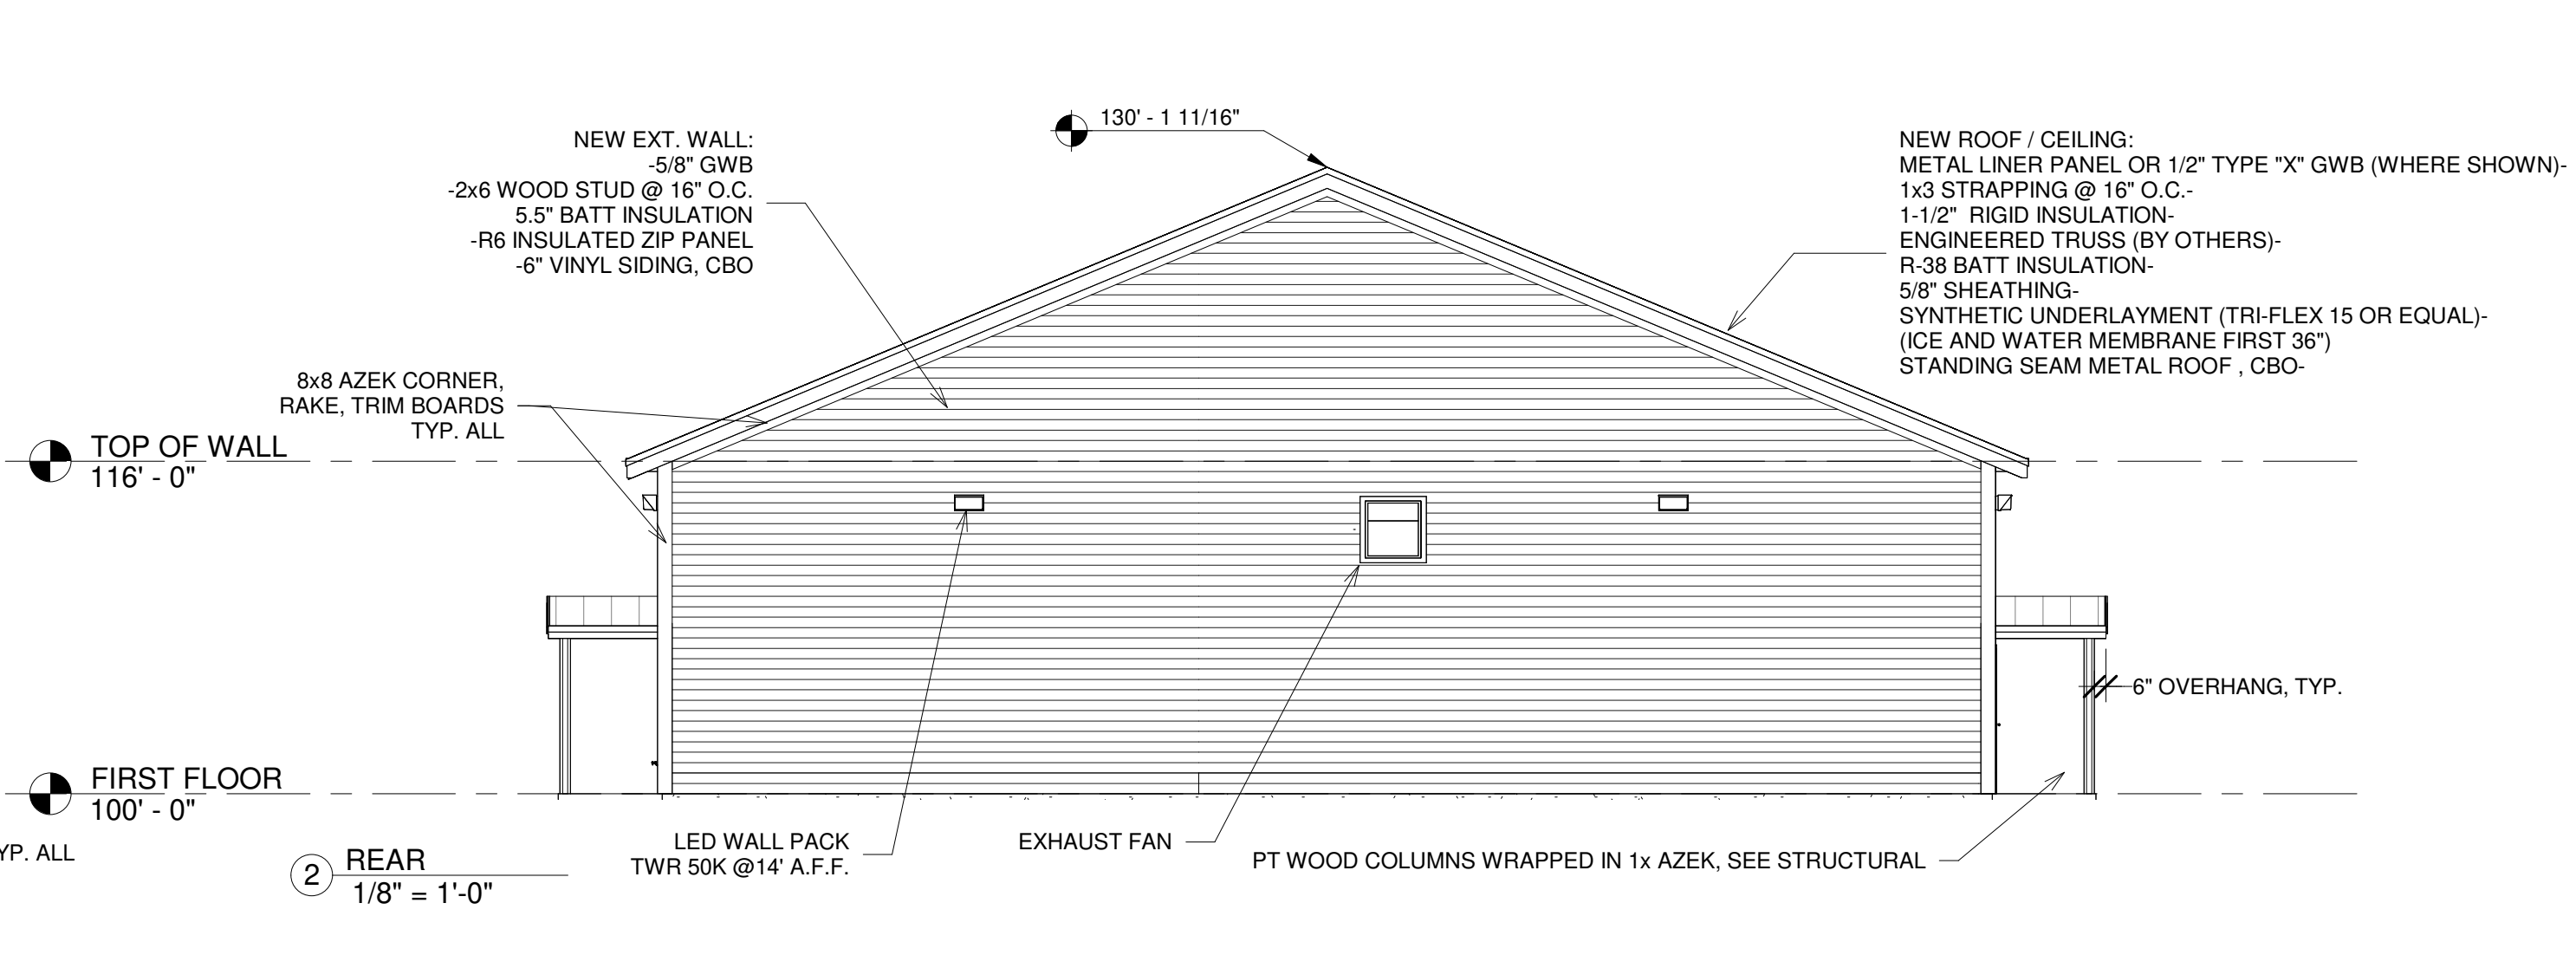 130' - 1 11/16"
NEW EXT. WALL:
-5/8" GWB
-2x6 WOOD STUD @ 16" O.C.
5.5" BATT INSULATION
-R6 INSULATED ZIP PANEL
-6" VINYL SIDING, CBO
NEW ROOF / CEILING:
METAL LINER PANEL OR 1/2" TYPE "X" GWB (WHERE SHOWN)-
1x3 STRAPPING @ 16" O.C.-
1-1/2" RIGID INSULATION-
ENGINEERED TRUSS (BY OTHERS)-
R-38 BATT INSULATION-
5/8" SHEATHING-
SYNTHETIC UNDERLAYMENT (TRI-FLEX 15 OR EQUAL)-
(ICE AND WATER MEMBRANE FIRST 36")
STANDING SEAM METAL ROOF , CBO-
8x8 AZEK CORNER,
RAKE, TRIM BOARDS
TYP. ALL
TOP OF WALL
116' - 0"
6" OVERHANG, TYP.
FIRST FLOOR
100' - 0"
YP. ALL
2
REAR
1/8" = 1'-0"
LED WALL PACK
TWR 50K @14' A.F.F.
EXHAUST FAN
PT WOOD COLUMNS WRAPPED IN 1x AZEK, SEE STRUCTURAL